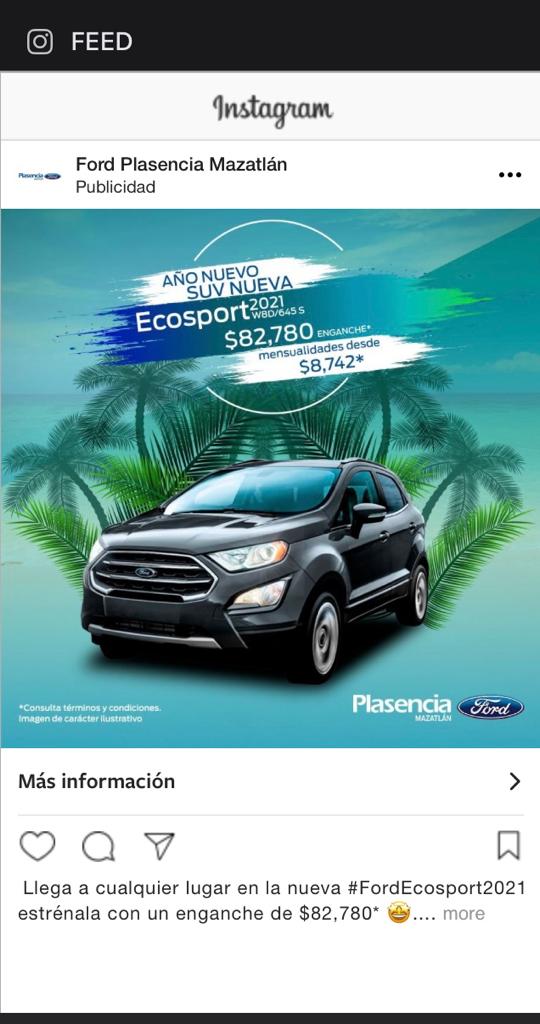 FEED
Instagram
Plasencia Ford
Ford Plasencia Mazatlán
Publicidad
AÑO NUEVO
SUV NUEVA
Ecosport 2021
WBD/645 S
$82,780 ENGANCHE*
mensualidades desde
$8,742*
Ford
*Consulta términos y condiciones.
Imagen de carácter ilustrativo
Plasencia
MAZATLÁN
Ford
Más información
Llega a cualquier lugar en la nueva #FordEcosport2021
estrénala con un enganche de $82,780* 🤩.... more